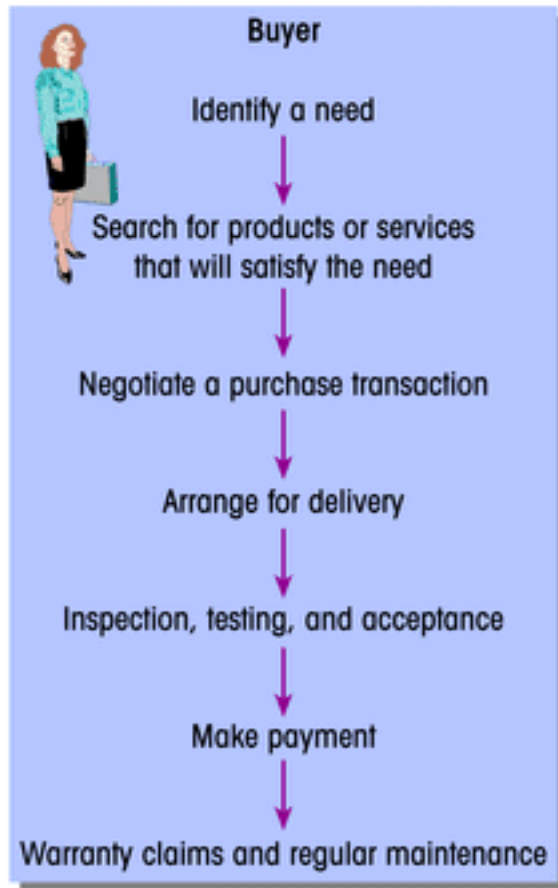 Buyer
Identify a need
Search for products or services
that will satisfy the need
Negotiate a purchase transaction
Arrange for delivery
Inspection, testing, and acceptance
Make payment
Warranty claims and regular maintenance